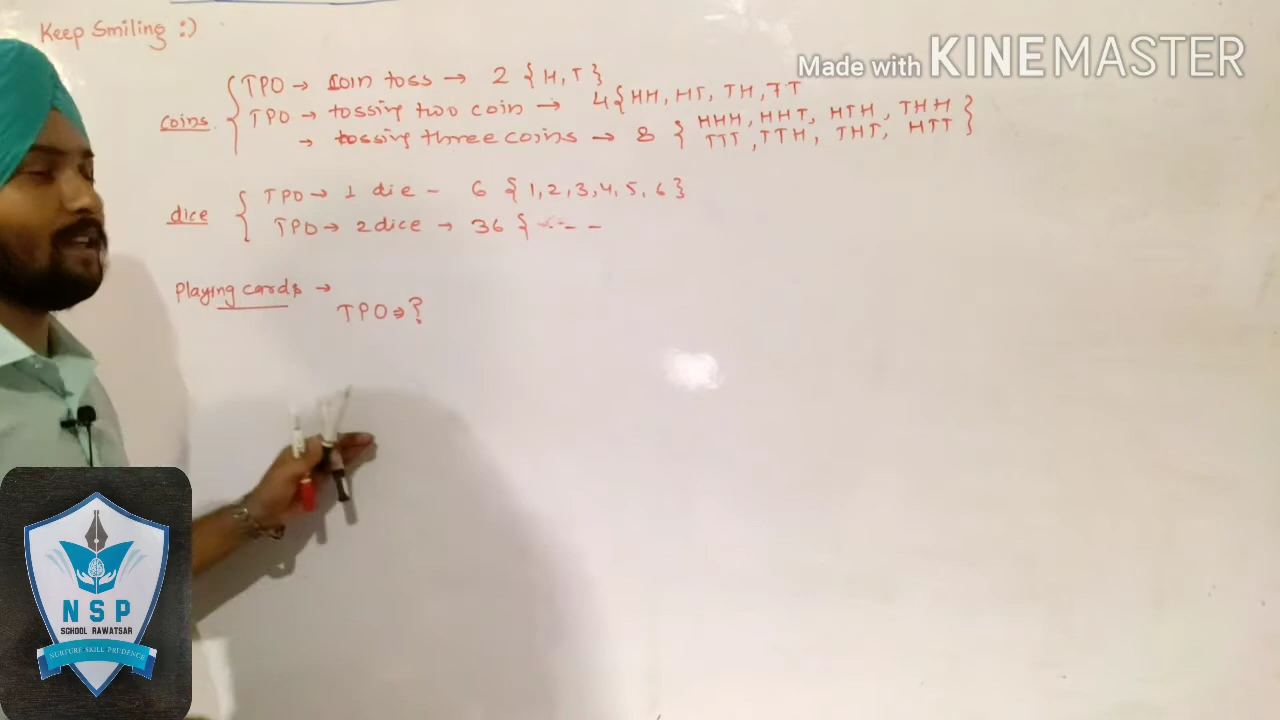 Keep Smiling :)
Made with KINEMASTER
coins
TPO → coin toss → 2 {H, T}
TPO → tossing two coin → 4{HH, HT, TH, TT
→ tossing three coins → 8 {HHH, HHT, HTH, THH
TTT, TTH, THT, HTT}
dice
TPO → 1 die - 6 {1,2,3,4,5,6}
TPO → 2 dice → 36 { - - -
Playing cards →
TPO ⇒ ?
NSP
SCHOOL RAWATSAR
NURTURE SKILL PRUDENCE